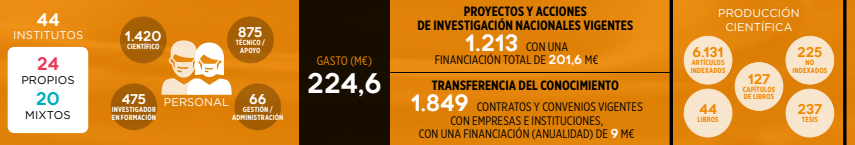 44
INSTITUTOS
24
PROPIOS
20
MIXTOS
1.420
CIENTÍFICO
875
TÉCNICO /
APOYO
475
INVESTIGADOR
EN FORMACIÓN
PERSONAL
66
GESTIÓN /
ADMINISTRACIÓN
GASTO (M€)
224,6
PROYECTOS Y ACCIONES
DE INVESTIGACIÓN NACIONALES VIGENTES
1.213 CON UNA
FINANCIACIÓN TOTAL DE 201,6 M€
TRANSFERENCIA DEL CONOCIMIENTO
1.849 CONTRATOS Y CONVENIOS VIGENTES
CON EMPRESAS E INSTITUCIONES,
CON UNA FINANCIACIÓN (ANUALIDAD) DE 9 M€
PRODUCCIÓN
CIENTÍFICA
6.131
ARTÍCULOS
INDEXADOS
225
NO
INDEXADOS
127
CAPÍTULOS
DE LIBROS
44
LIBROS
237
TESIS